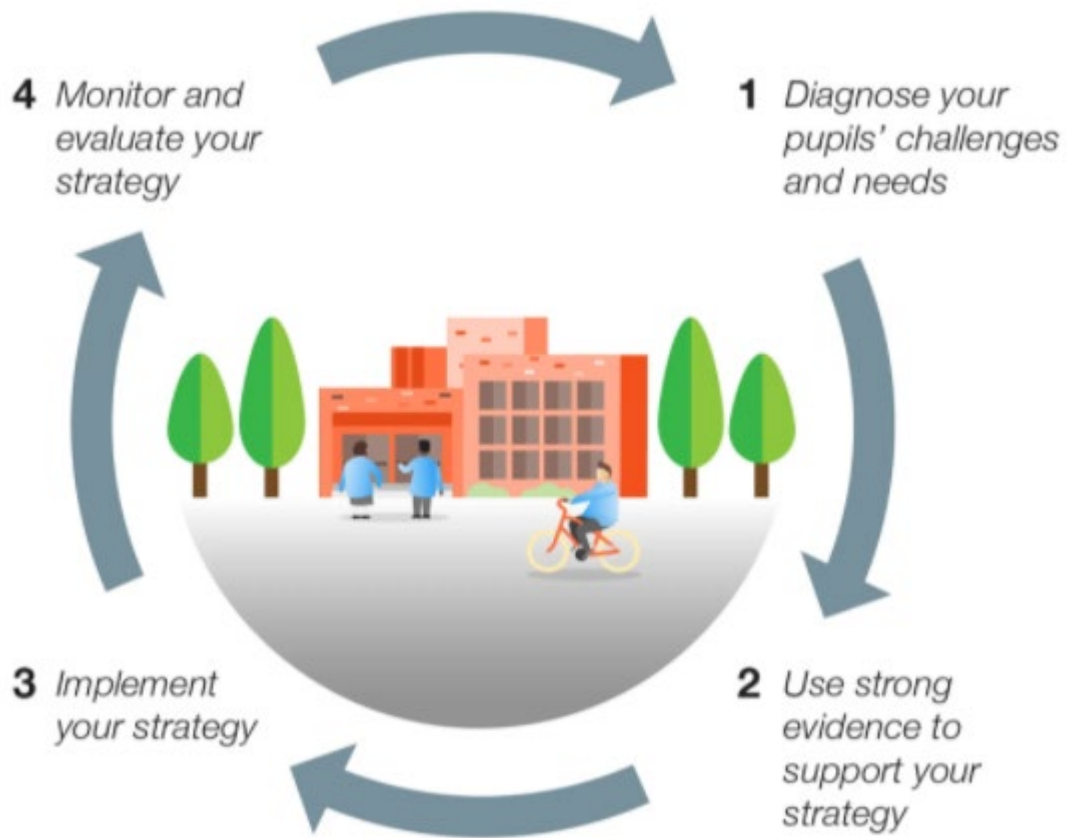 1 Diagnose your
pupils' challenges
and needs
2 Use strong
evidence to
support your
strategy
3 Implement
your strategy
4 Monitor and
evaluate your
strategy